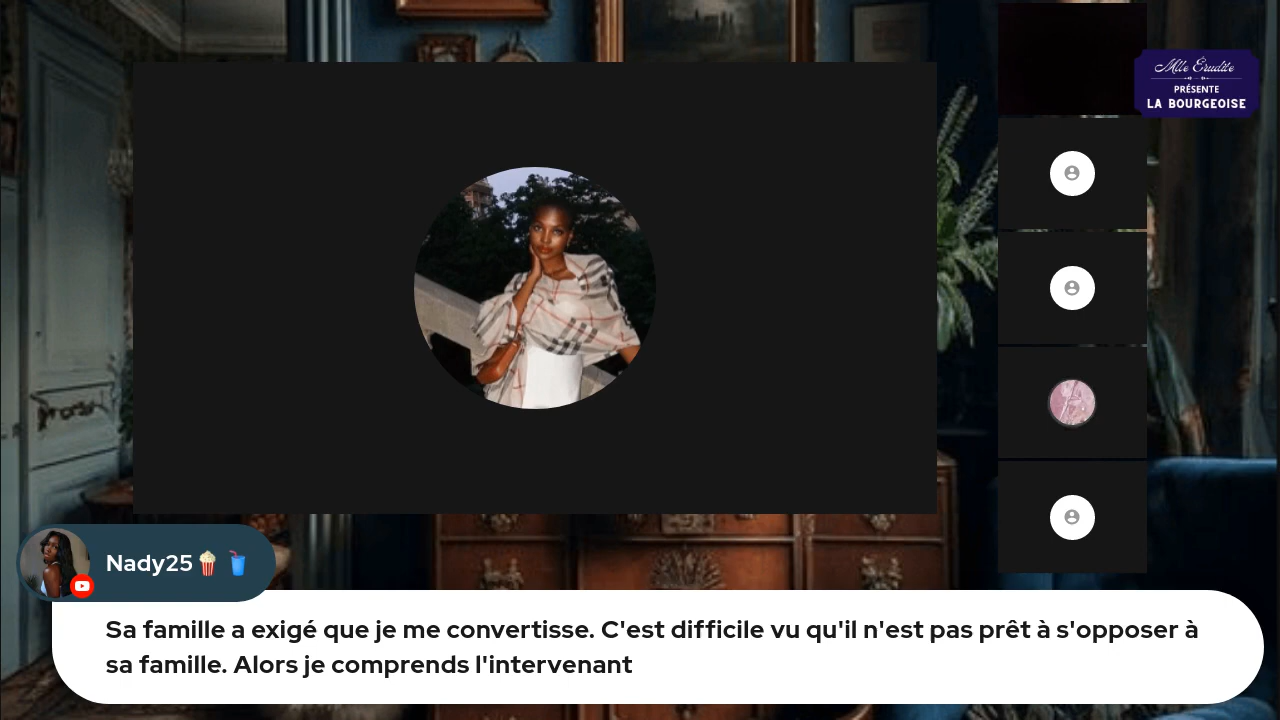 Mlle Erudite
PRÉSENTE
LA BOURGEOISE
Nady25🍿🥤
Sa famille a exigé que je me convertisse. C'est difficile vu qu'il n'est pas prêt à s'opposer à
sa famille. Alors je comprends l'intervenant